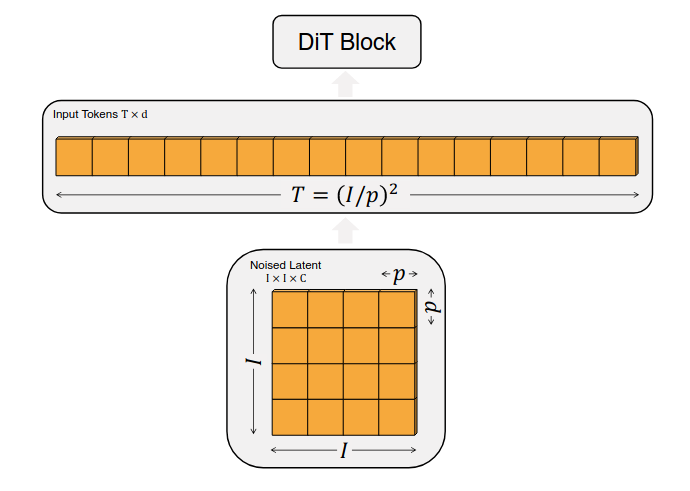 DiT Block
Input Tokens T × d
T = (I/p)²
Noised Latent
I × I × C
p
p
I
I